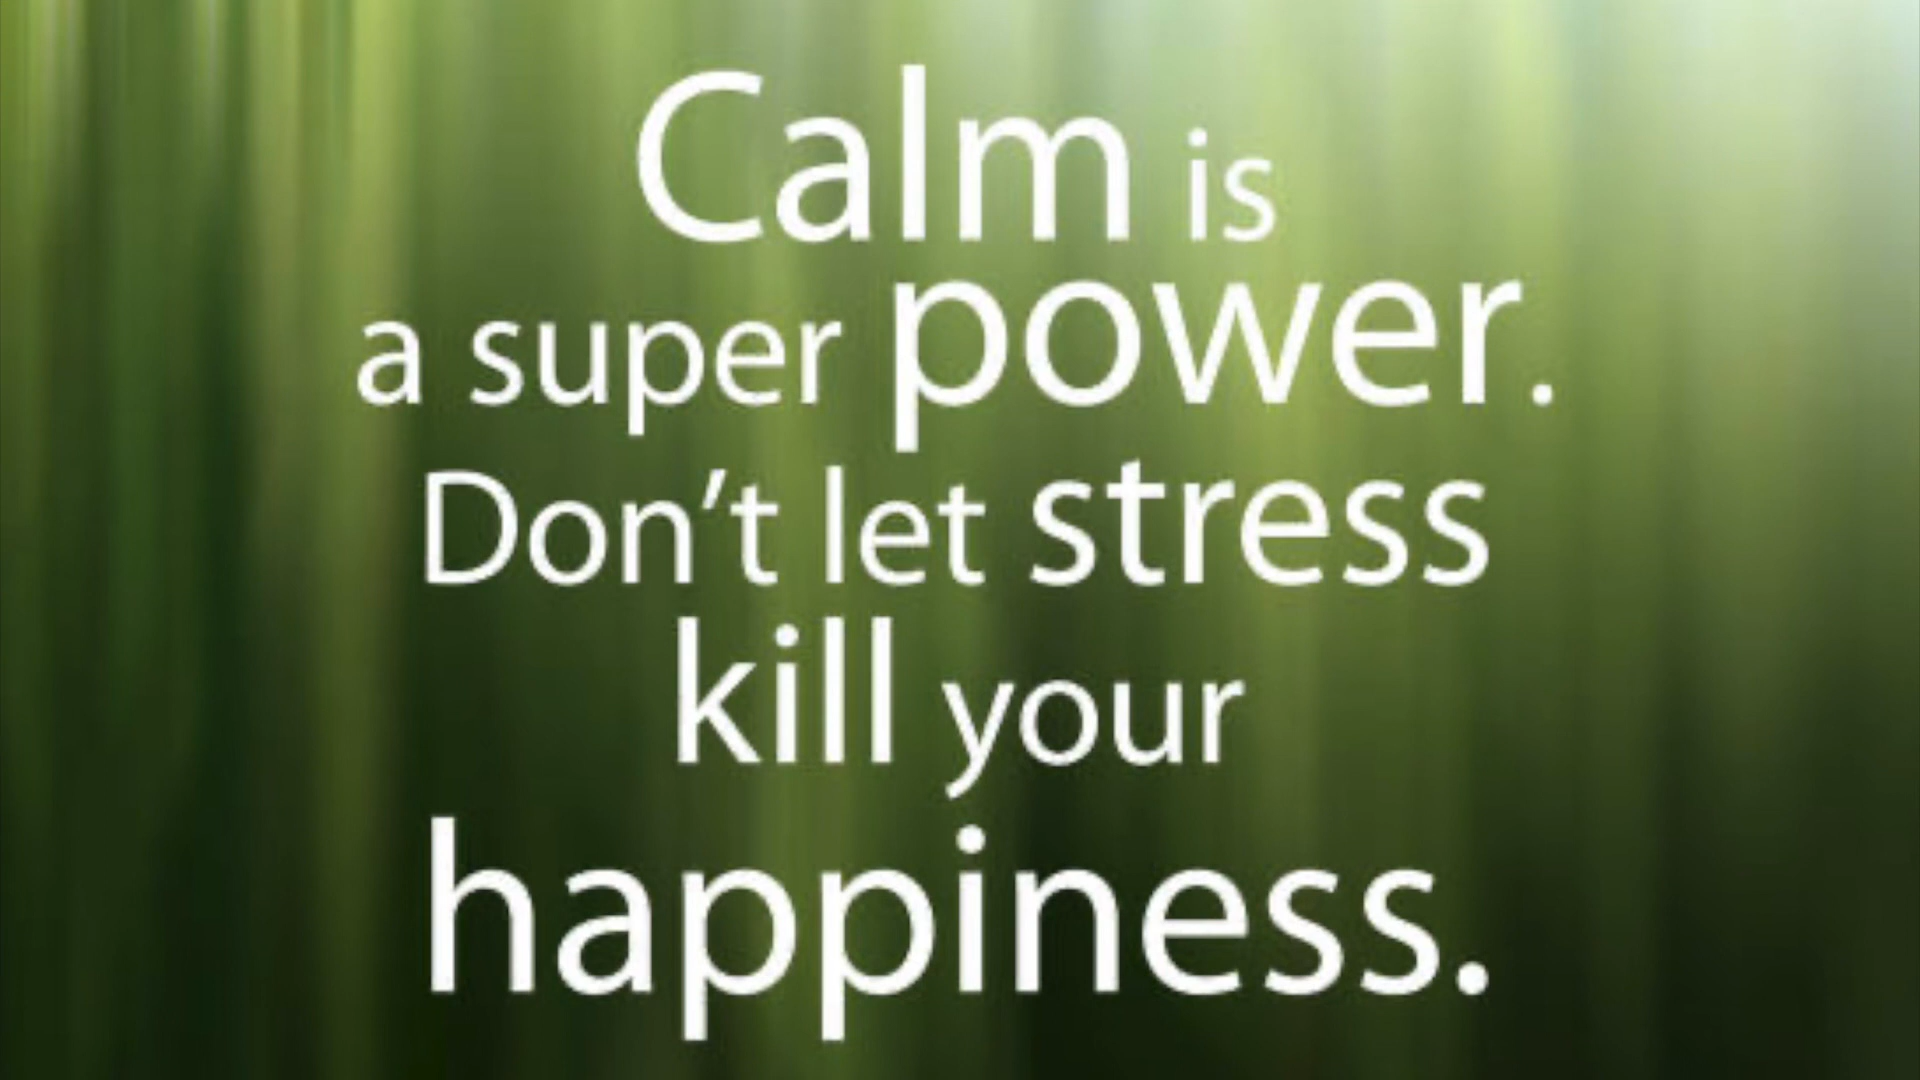 Calm is
a super power.
Don't let stress
kill your
happiness.